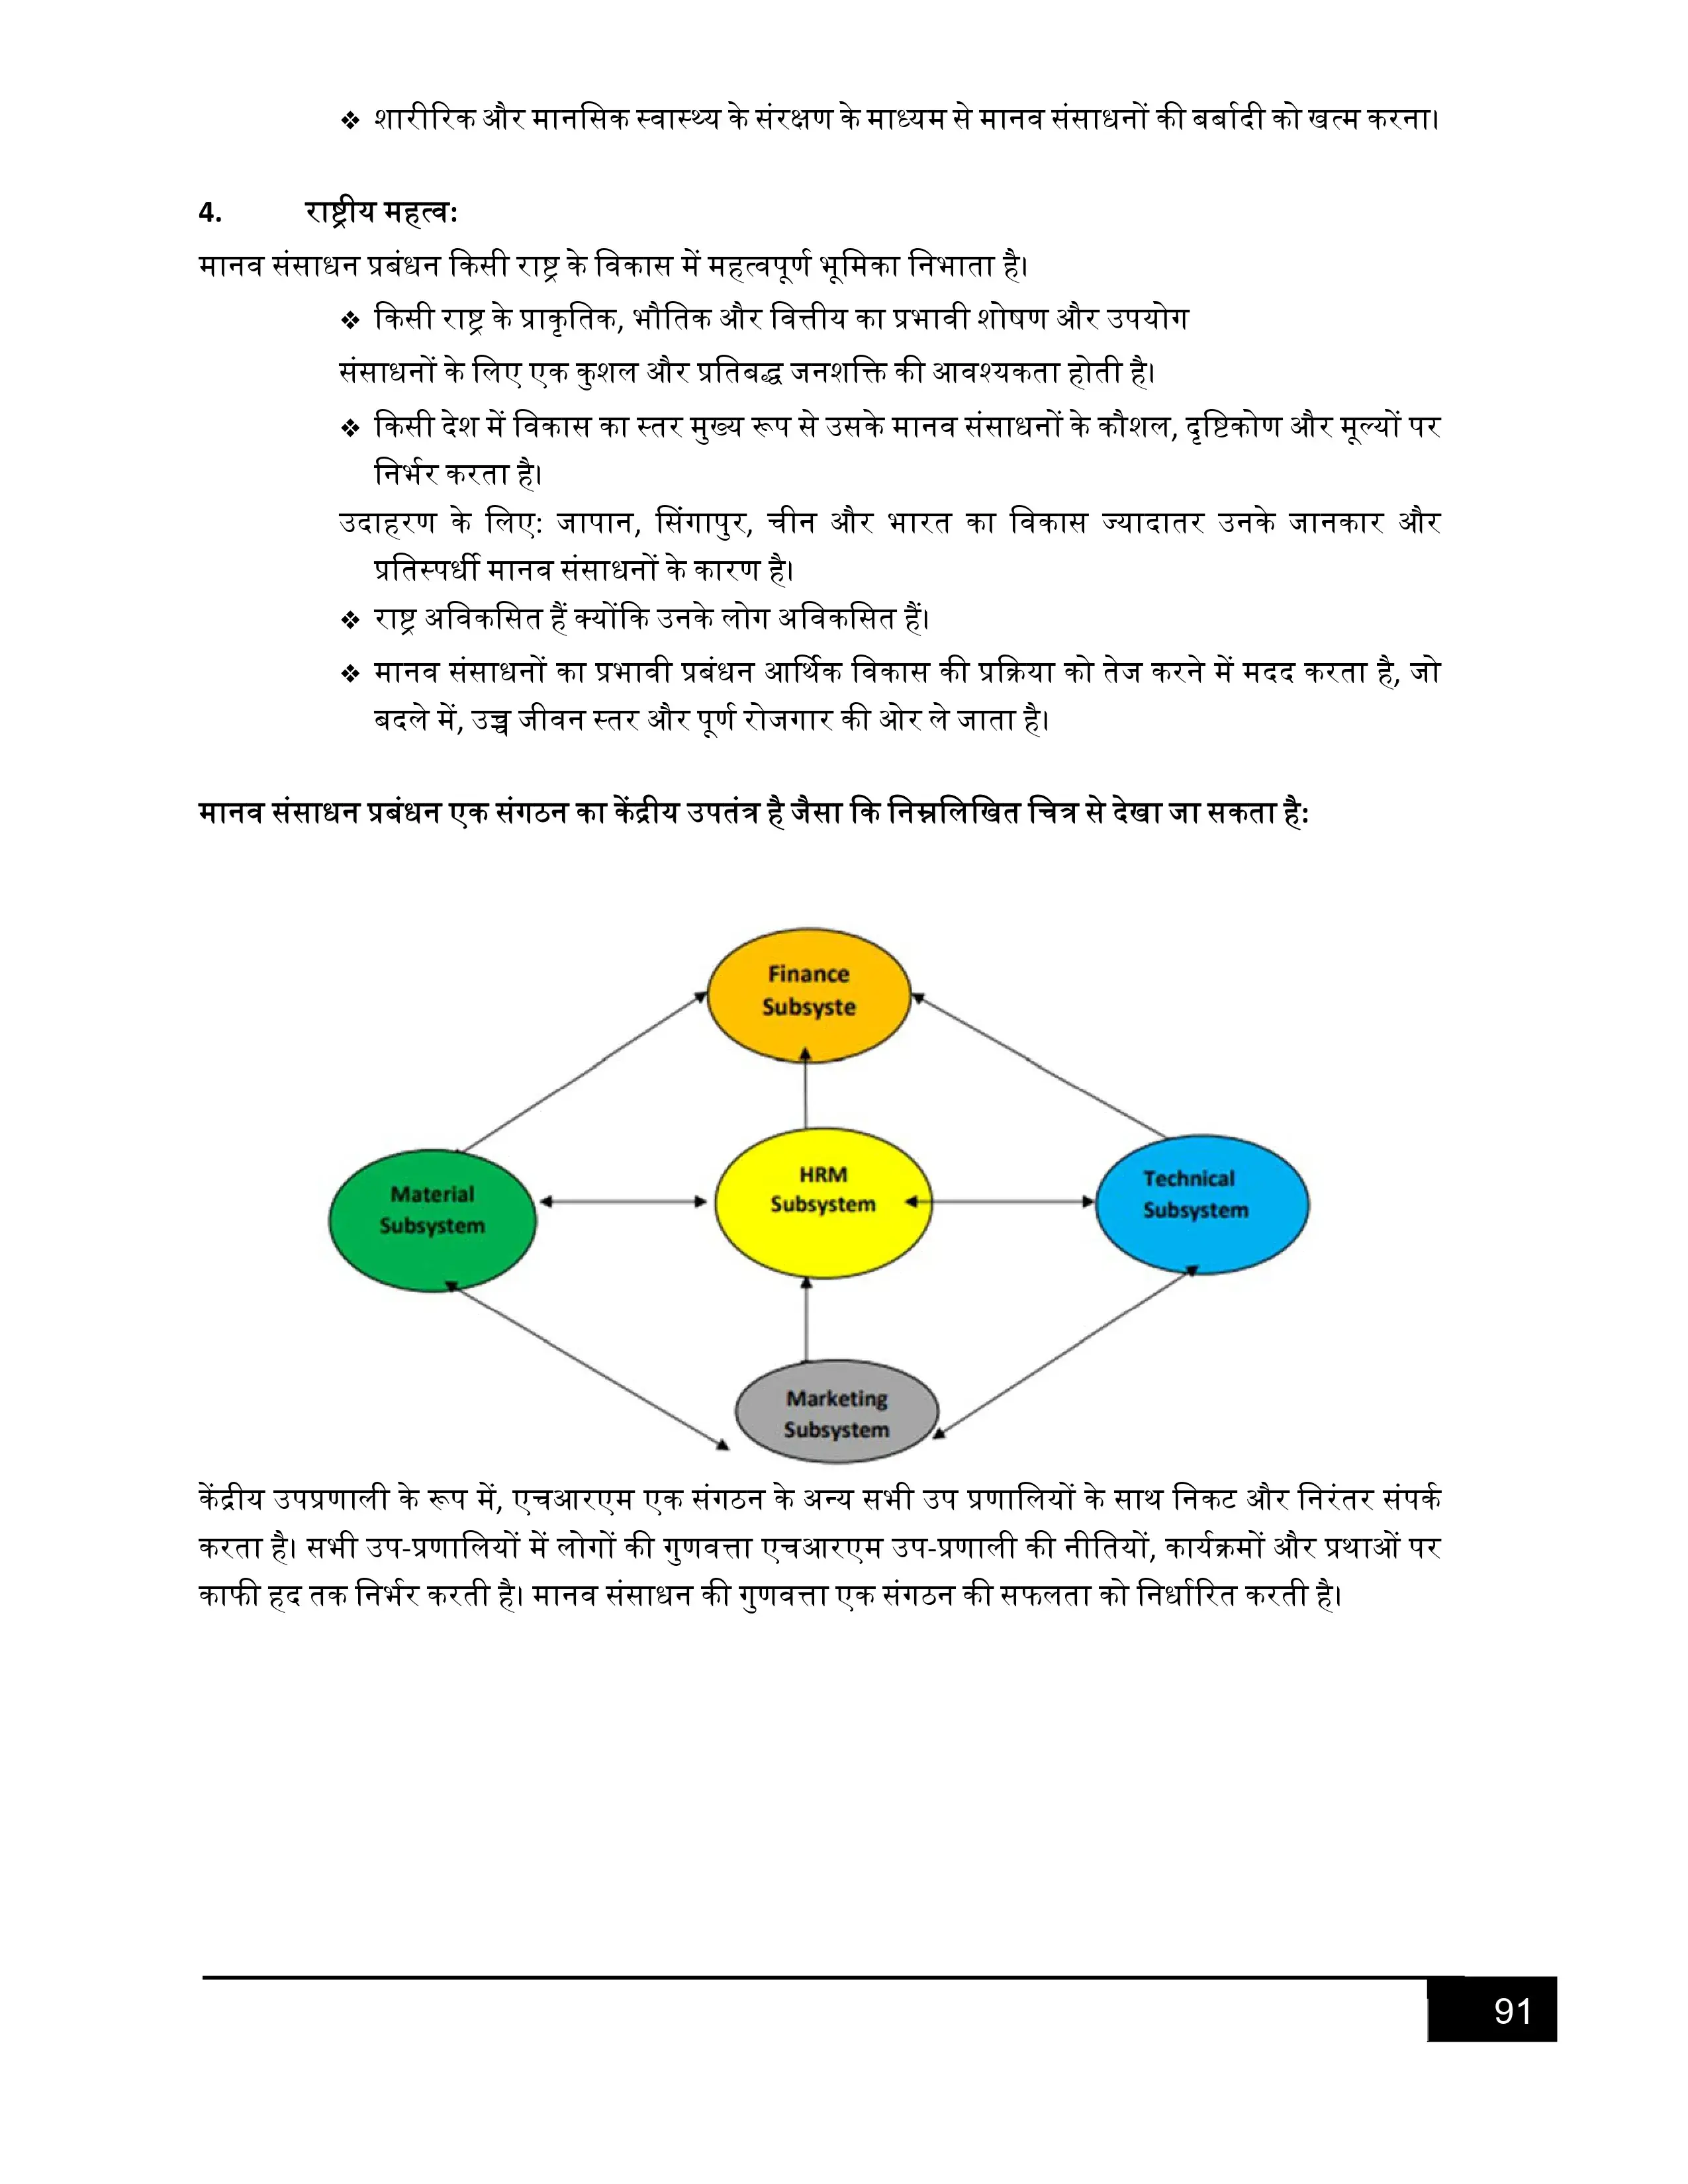 ❖ शारीरिक और मानसिक स्वास्थ्य के संरक्षण के माध्यम से मानव संसाधनों की बर्बादी को खत्म करना।
4. राष्ट्रीय महत्व:
मानव संसाधन प्रबंधन किसी राष्ट्र के विकास में महत्वपूर्ण भूमिका निभाता है।
❖ किसी राष्ट्र के प्राकृतिक, भौतिक और वित्तीय का प्रभावी शोषण और उपयोग
संसाधनों के लिए एक कुशल और प्रतिबद्ध जनशक्ति की आवश्यकता होती है।
❖ किसी देश में विकास का स्तर मुख्य रूप से उसके मानव संसाधनों के कौशल, दृष्टिकोण और मूल्यों पर
निर्भर करता है।
उदाहरण के लिए: जापान, सिंगापुर, चीन और भारत का विकास ज्यादातर उनके जानकार और
प्रतिस्पर्धी मानव संसाधनों के कारण है।
❖ राष्ट्र अविकसित हैं क्योंकि उनके लोग अविकसित हैं।
❖ मानव संसाधनों का प्रभावी प्रबंधन आर्थिक विकास की प्रक्रिया को तेज करने में मदद करता है, जो
बदले में, उच्च जीवन स्तर और पूर्ण रोजगार की ओर ले जाता है।
मानव संसाधन प्रबंधन एक संगठन का केंद्रीय उपतंत्र है जैसा कि निम्नलिखित चित्र से देखा जा सकता है:
Finance
Subsyste
HRM
Subsystem
Material
Subsystem
Technical
Subsystem
Marketing
Subsystem
केंद्रीय उपप्रणाली के रूप में, एचआरएम एक संगठन के अन्य सभी उप प्रणालियों के साथ निकट और निरंतर संपर्क
करता है। सभी उप-प्रणालियों में लोगों की गुणवत्ता एचआरएम उप-प्रणाली की नीतियों, कार्यक्रमों और प्रथाओं पर
काफी हद तक निर्भर करती है। मानव संसाधन की गुणवत्ता एक संगठन की सफलता को निर्धारित करती है।
91